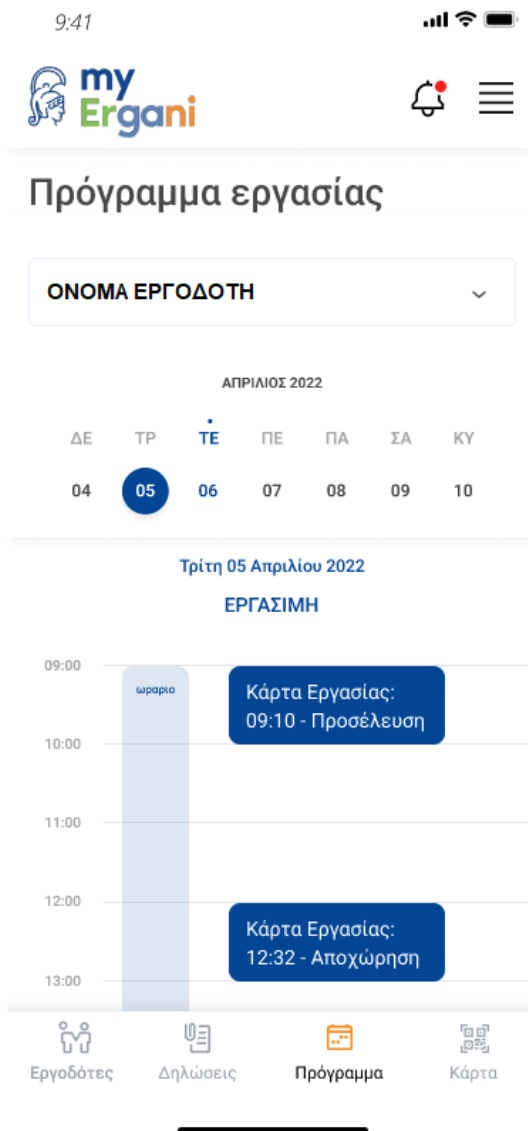 9:41
my
Ergani
Πρόγραμμα εργασίας
ΟΝΟΜΑ ΕΡΓΟΔΟΤΗ
ΑΠΡΙΛΙΟΣ 2022
ΔΕ ΤΡ ΤΕ ΠΕ ΠΑ ΣΑ ΚΥ
04 05 06 07 08 09 10
Τρίτη 05 Απριλίου 2022
ΕΡΓΑΣΙΜΗ
09:00
ωραριο
Κάρτα Εργασίας:
09:10 - Προσέλευση
10:00
11:00
12:00
Κάρτα Εργασίας:
12:32 - Αποχώρηση
13:00
Εργοδότες Δηλώσεις Πρόγραμμα Κάρτα